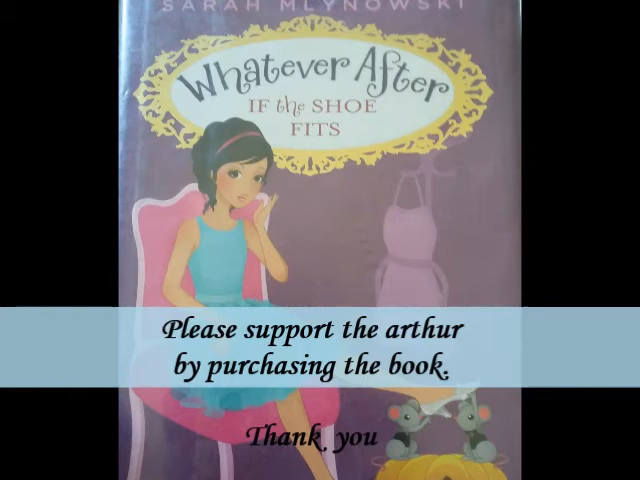 SARAH MLYNOWSKI
Whatever After
IF the SHOE
FITS
Please support the arthur
by purchasing the book.
Thank you